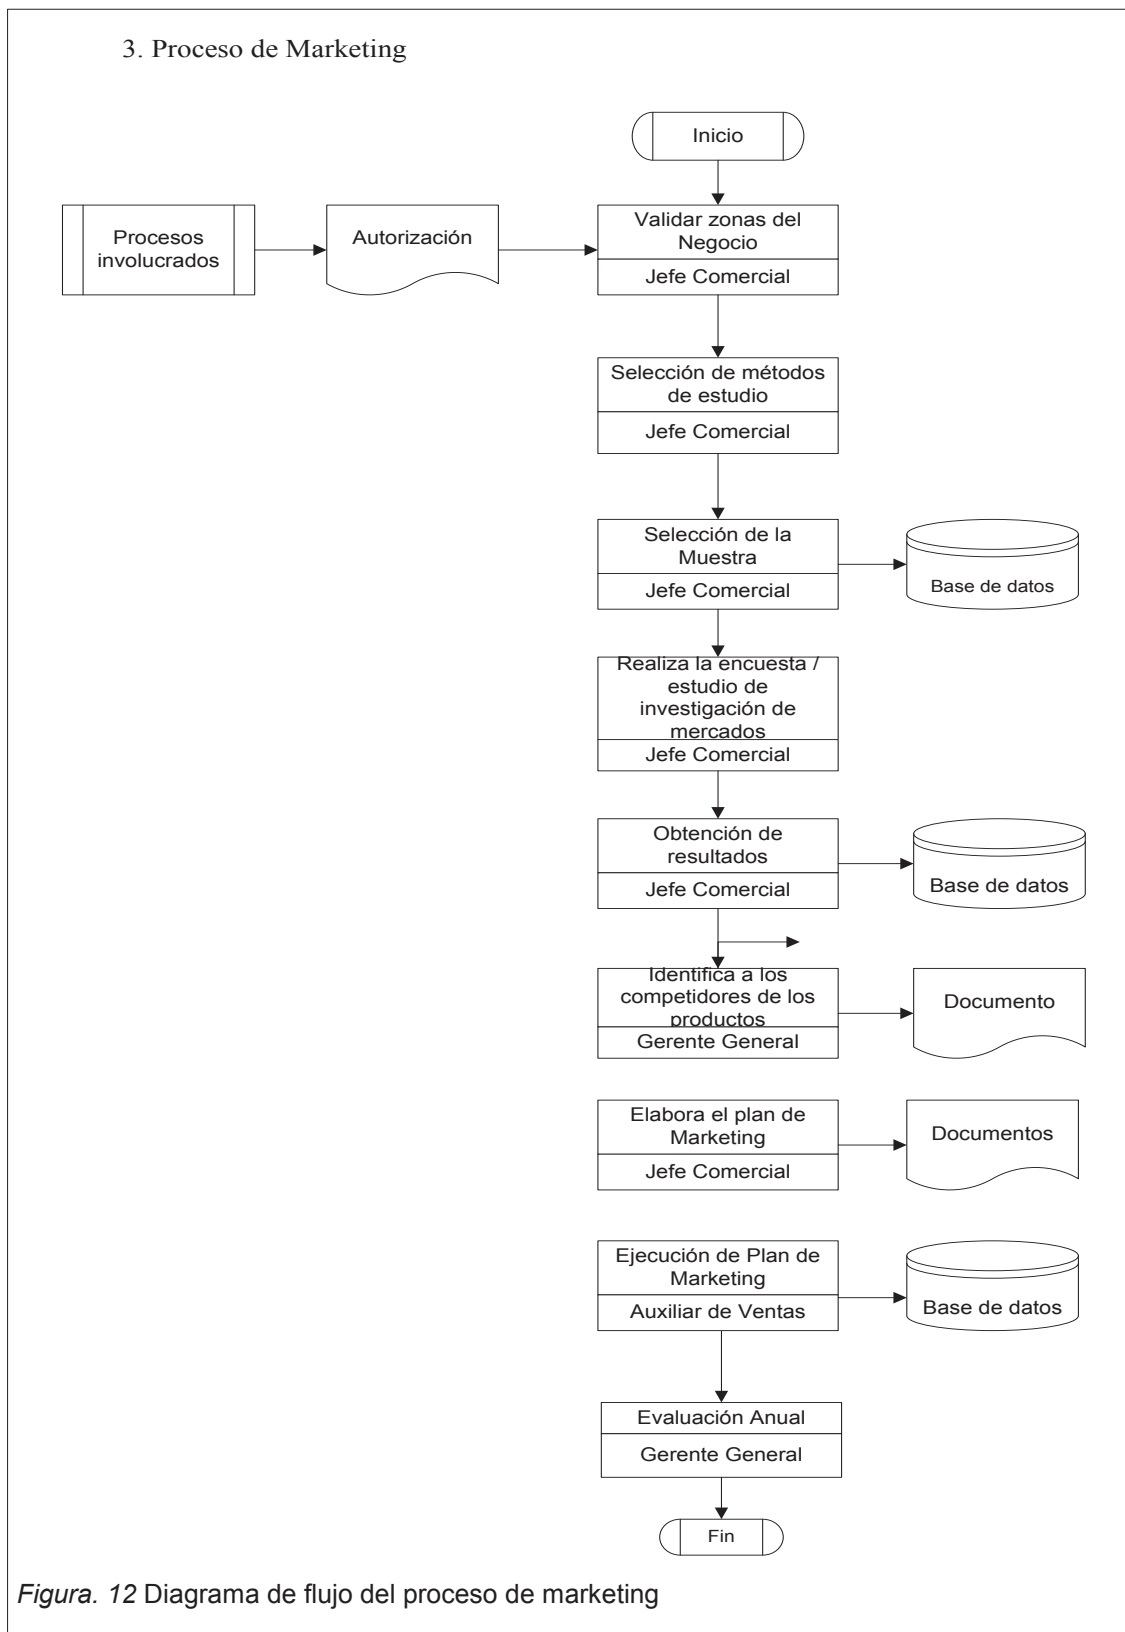 3. Proceso de Marketing
Inicio
Procesos
involucrados
Autorización
Validar zonas del
Negocio
Jefe Comercial
Selección de métodos
de estudio
Jefe Comercial
Selección de la
Muestra
Jefe Comercial
Base de datos
Realiza la encuesta /
estudio de
investigación de
mercados
Jefe Comercial
Obtención de
resultados
Jefe Comercial
Base de datos
Identifica a los
competidores de los
productos
Gerente General
Documento
Elabora el plan de
Marketing
Jefe Comercial
Documentos
Ejecución de Plan de
Marketing
Auxiliar de Ventas
Base de datos
Evaluación Anual
Gerente General
Fin
Figura. 12 Diagrama de flujo del proceso de marketing